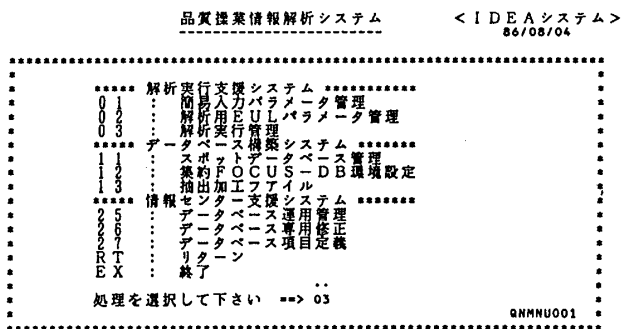 品質操業情報解析システム ＜ＩＤＥＡシステム＞
86/08/04
***** 解析実行支援システム ***********
０１ : 簡易入力パラメータ管理
０２ : 解析用ＥＵＬパラメータ管理
０３ : 解析実行管理
***** データベース構築システム ********
１１ : スポットデータベース管理
１２ : 集約ＦＯＣＵＳ－ＤＢ環境設定
１３ : 抽出加工ファイル
***** 情報センター支援システム *******
２５ : データベース運用管理
２６ : データベース専用修正
２７ : データベース項目定義
ＲＴ : リターン
ＥＸ : 終了
処理を選択して下さい ==> 03
QNMNU001